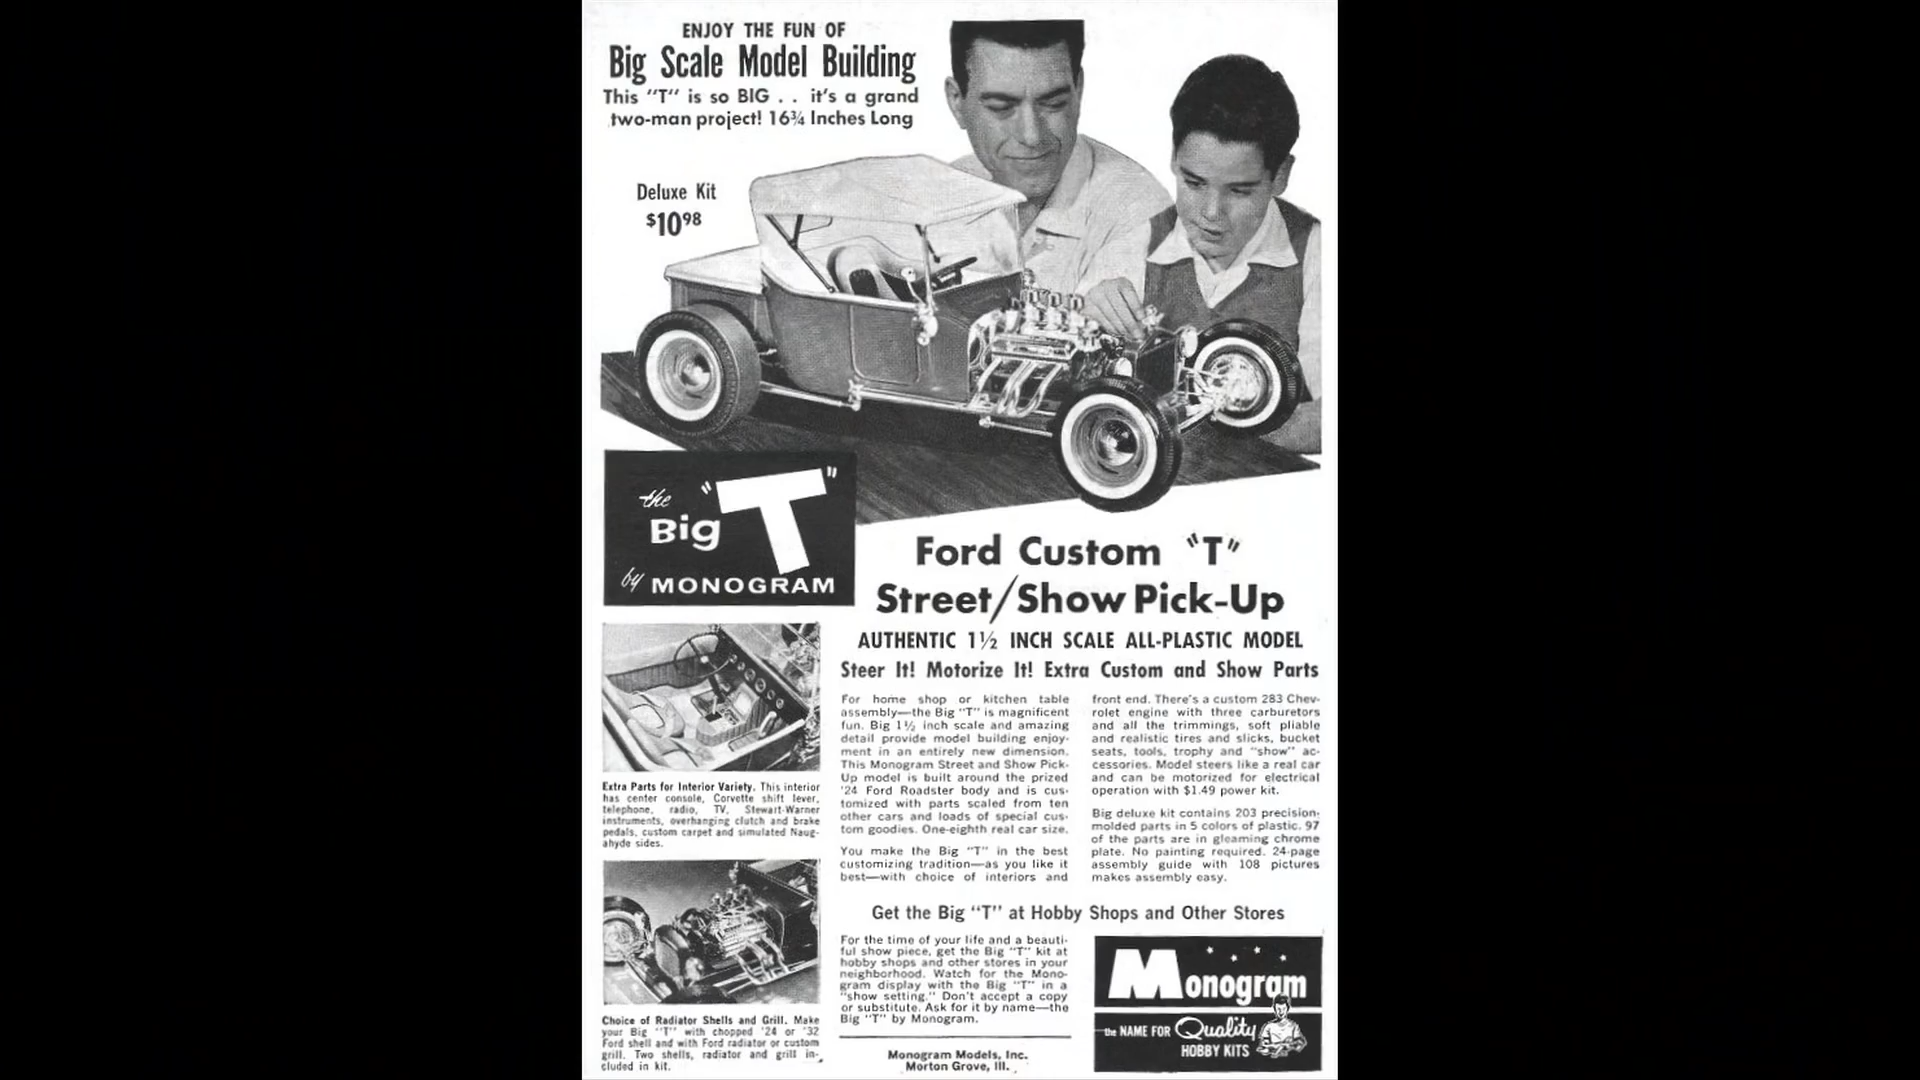 ENJOY THE FUN OF
Big Scale Model Building
This "T" is so BIG . . it's a grand
two-man project! 16¾ Inches Long
Deluxe Kit
$10.98
the
Big "T"
by MONOGRAM
Ford Custom "T"
Street/Show Pick-Up
AUTHENTIC 1½ INCH SCALE ALL-PLASTIC MODEL
Steer It! Motorize It! Extra Custom and Show Parts
Extra Parts for Interior Variety. This interior
has center console, Corvette shift lever,
telephone, radio, TV, Stewart-Warner
instruments, overhanging clutch and brake
pedals, custom carpet and simulated Naug-
ahyde sides.
Choice of Radiator Shells and Grill. Make
your Big "T" with chopped '24 or '32
Ford shell and with Ford radiator or custom
grill. Two shells, radiator and grill in-
cluded in kit.
For home shop or kitchen table
assembly—the Big "T" is magnificent
fun. Big 1½ inch scale and amazing
detail provide model building enjoy-
ment in an entirely new dimension.
This Monogram Street and Show Pick-
Up model is built around the prized
'24 Ford Roadster body and is cus-
tomized with parts scaled from ten
other cars and loads of special cus-
tom goodies. One-eighth real car size.
You make the Big "T" in the best
customizing tradition—as you like it
best—with choice of interiors and
front end. There's a custom 283 Chev-
rolet engine with three carburetors
and all the trimmings, soft pliable
and realistic tires and slicks, bucket
seats, tools, trophy and "show" ac-
cessories. Model steers like a real car
and can be motorized for electrical
operation with $1.49 power kit.
Big deluxe kit contains 203 precision-
molded parts in 5 colors of plastic. 97
of the parts are in gleaming chrome
plate. No painting required. 24-page
assembly guide with 108 pictures
makes assembly easy.
Get the Big "T" at Hobby Shops and Other Stores
For the time of your life and a beauti-
ful show piece, get the Big "T" kit at
hobby shops and other stores in your
neighborhood. Watch for the Mono-
gram display with the Big "T" in a
"show setting." Don't accept a copy
or substitute. Ask for it by name—the
Big "T" by Monogram.
Monogram Models, Inc.
Morton Grove, Ill.
Monogram
the NAME FOR Quality
HOBBY KITS